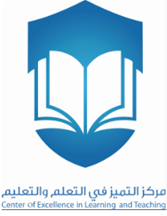 مركز التميز في التعلم والتعليم
Center of Excellence in Learning and Teaching